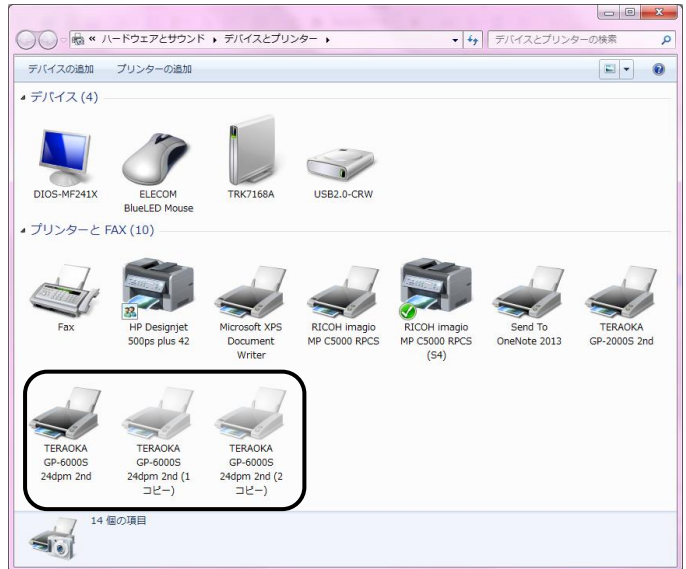 « ハードウェアとサウンド ▸ デバイスとプリンター ▸
デバイスとプリンターの検索
デバイスの追加 プリンターの追加
デバイス (4)
DIOS-MF241X
ELECOM
BlueLED Mouse
TRK7168A
USB2.0-CRW
プリンターと FAX (10)
Fax
HP Designjet
500ps plus 42
Microsoft XPS
Document
Writer
RICOH imagio
MP C5000 RPCS
RICOH imagio
MP C5000 RPCS
(S4)
Send To
OneNote 2013
TERAOKA
GP-2000S 2nd
TERAOKA
GP-6000S
24dpm 2nd
TERAOKA
GP-6000S
24dpm 2nd (1
コピー)
TERAOKA
GP-6000S
24dpm 2nd (2
コピー)
14 個の項目